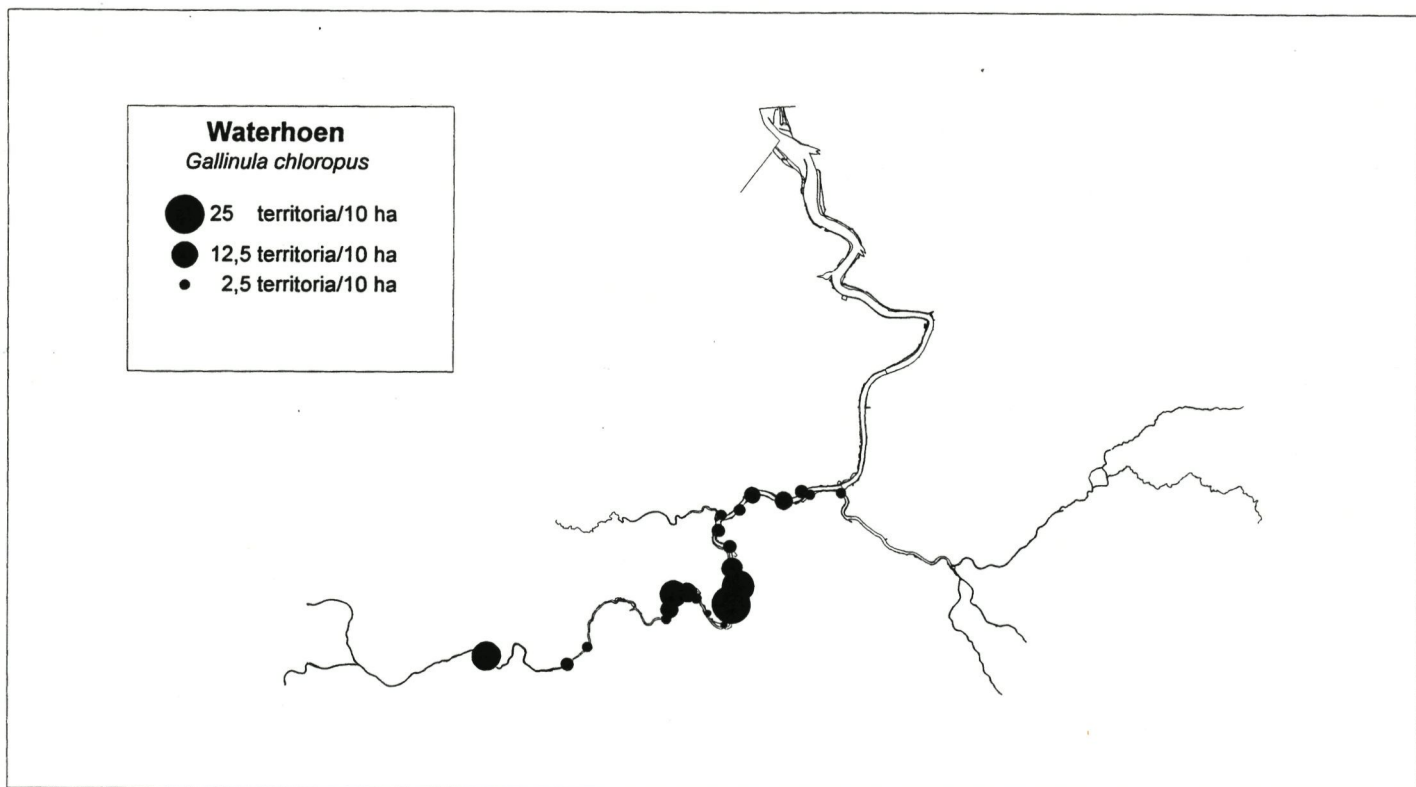 Waterhoen
Gallinula chloropus
25 territoria/10 ha
12,5 territoria/10 ha
2,5 territoria/10 ha